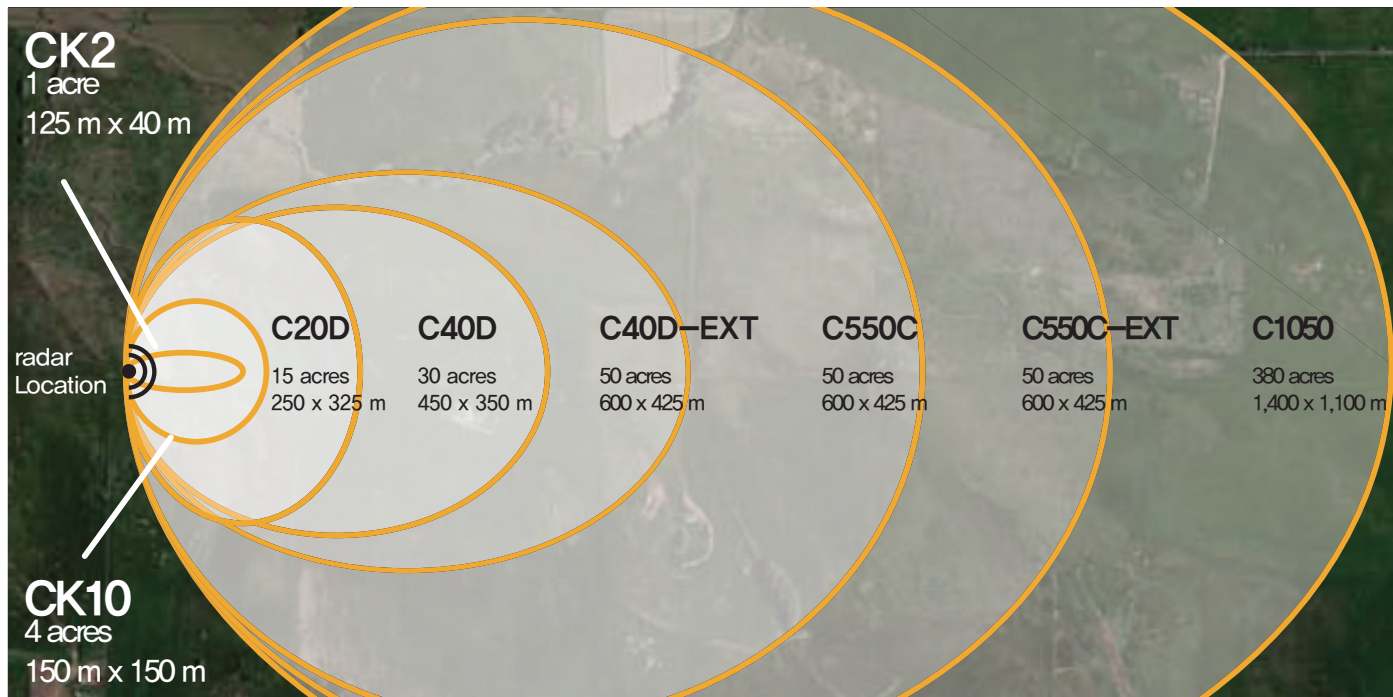 CK2
1 acre
125 m x 40 m
radar
Location
C20D
15 acres
250 x 325 m
C40D
30 acres
450 x 350 m
C40D–EXT
50 acres
600 x 425 m
C550C
50 acres
600 x 425 m
C550C–EXT
50 acres
600 x 425 m
C1050
380 acres
1,400 x 1,100 m
CK10
4 acres
150 m x 150 m